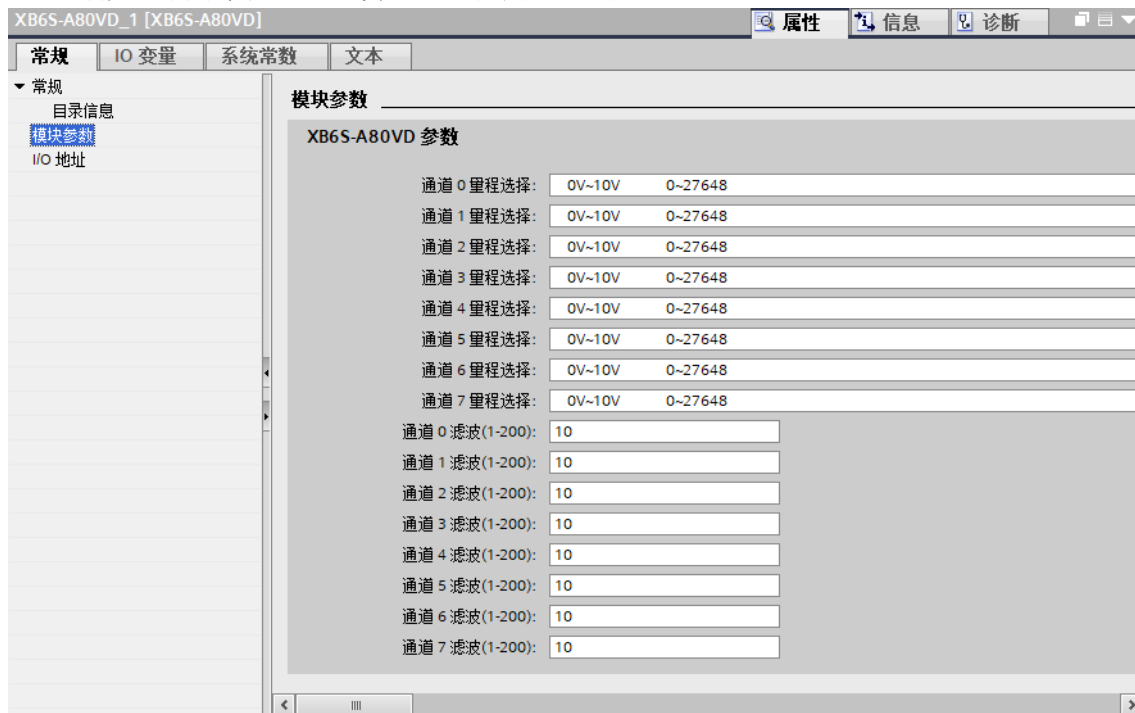 XB6S-A80VD_1 [XB6S-A80VD]
属性
信息
诊断
常规
IO 变量
系统常数
文本
常规
目录信息
模块参数
I/O 地址
模块参数
XB6S-A80VD 参数
通道 0 量程选择: 0V~10V 0~27648
通道 1 量程选择: 0V~10V 0~27648
通道 2 量程选择: 0V~10V 0~27648
通道 3 量程选择: 0V~10V 0~27648
通道 4 量程选择: 0V~10V 0~27648
通道 5 量程选择: 0V~10V 0~27648
通道 6 量程选择: 0V~10V 0~27648
通道 7 量程选择: 0V~10V 0~27648
通道 0 滤波(1-200): 10
通道 1 滤波(1-200): 10
通道 2 滤波(1-200): 10
通道 3 滤波(1-200): 10
通道 4 滤波(1-200): 10
通道 5 滤波(1-200): 10
通道 6 滤波(1-200): 10
通道 7 滤波(1-200): 10